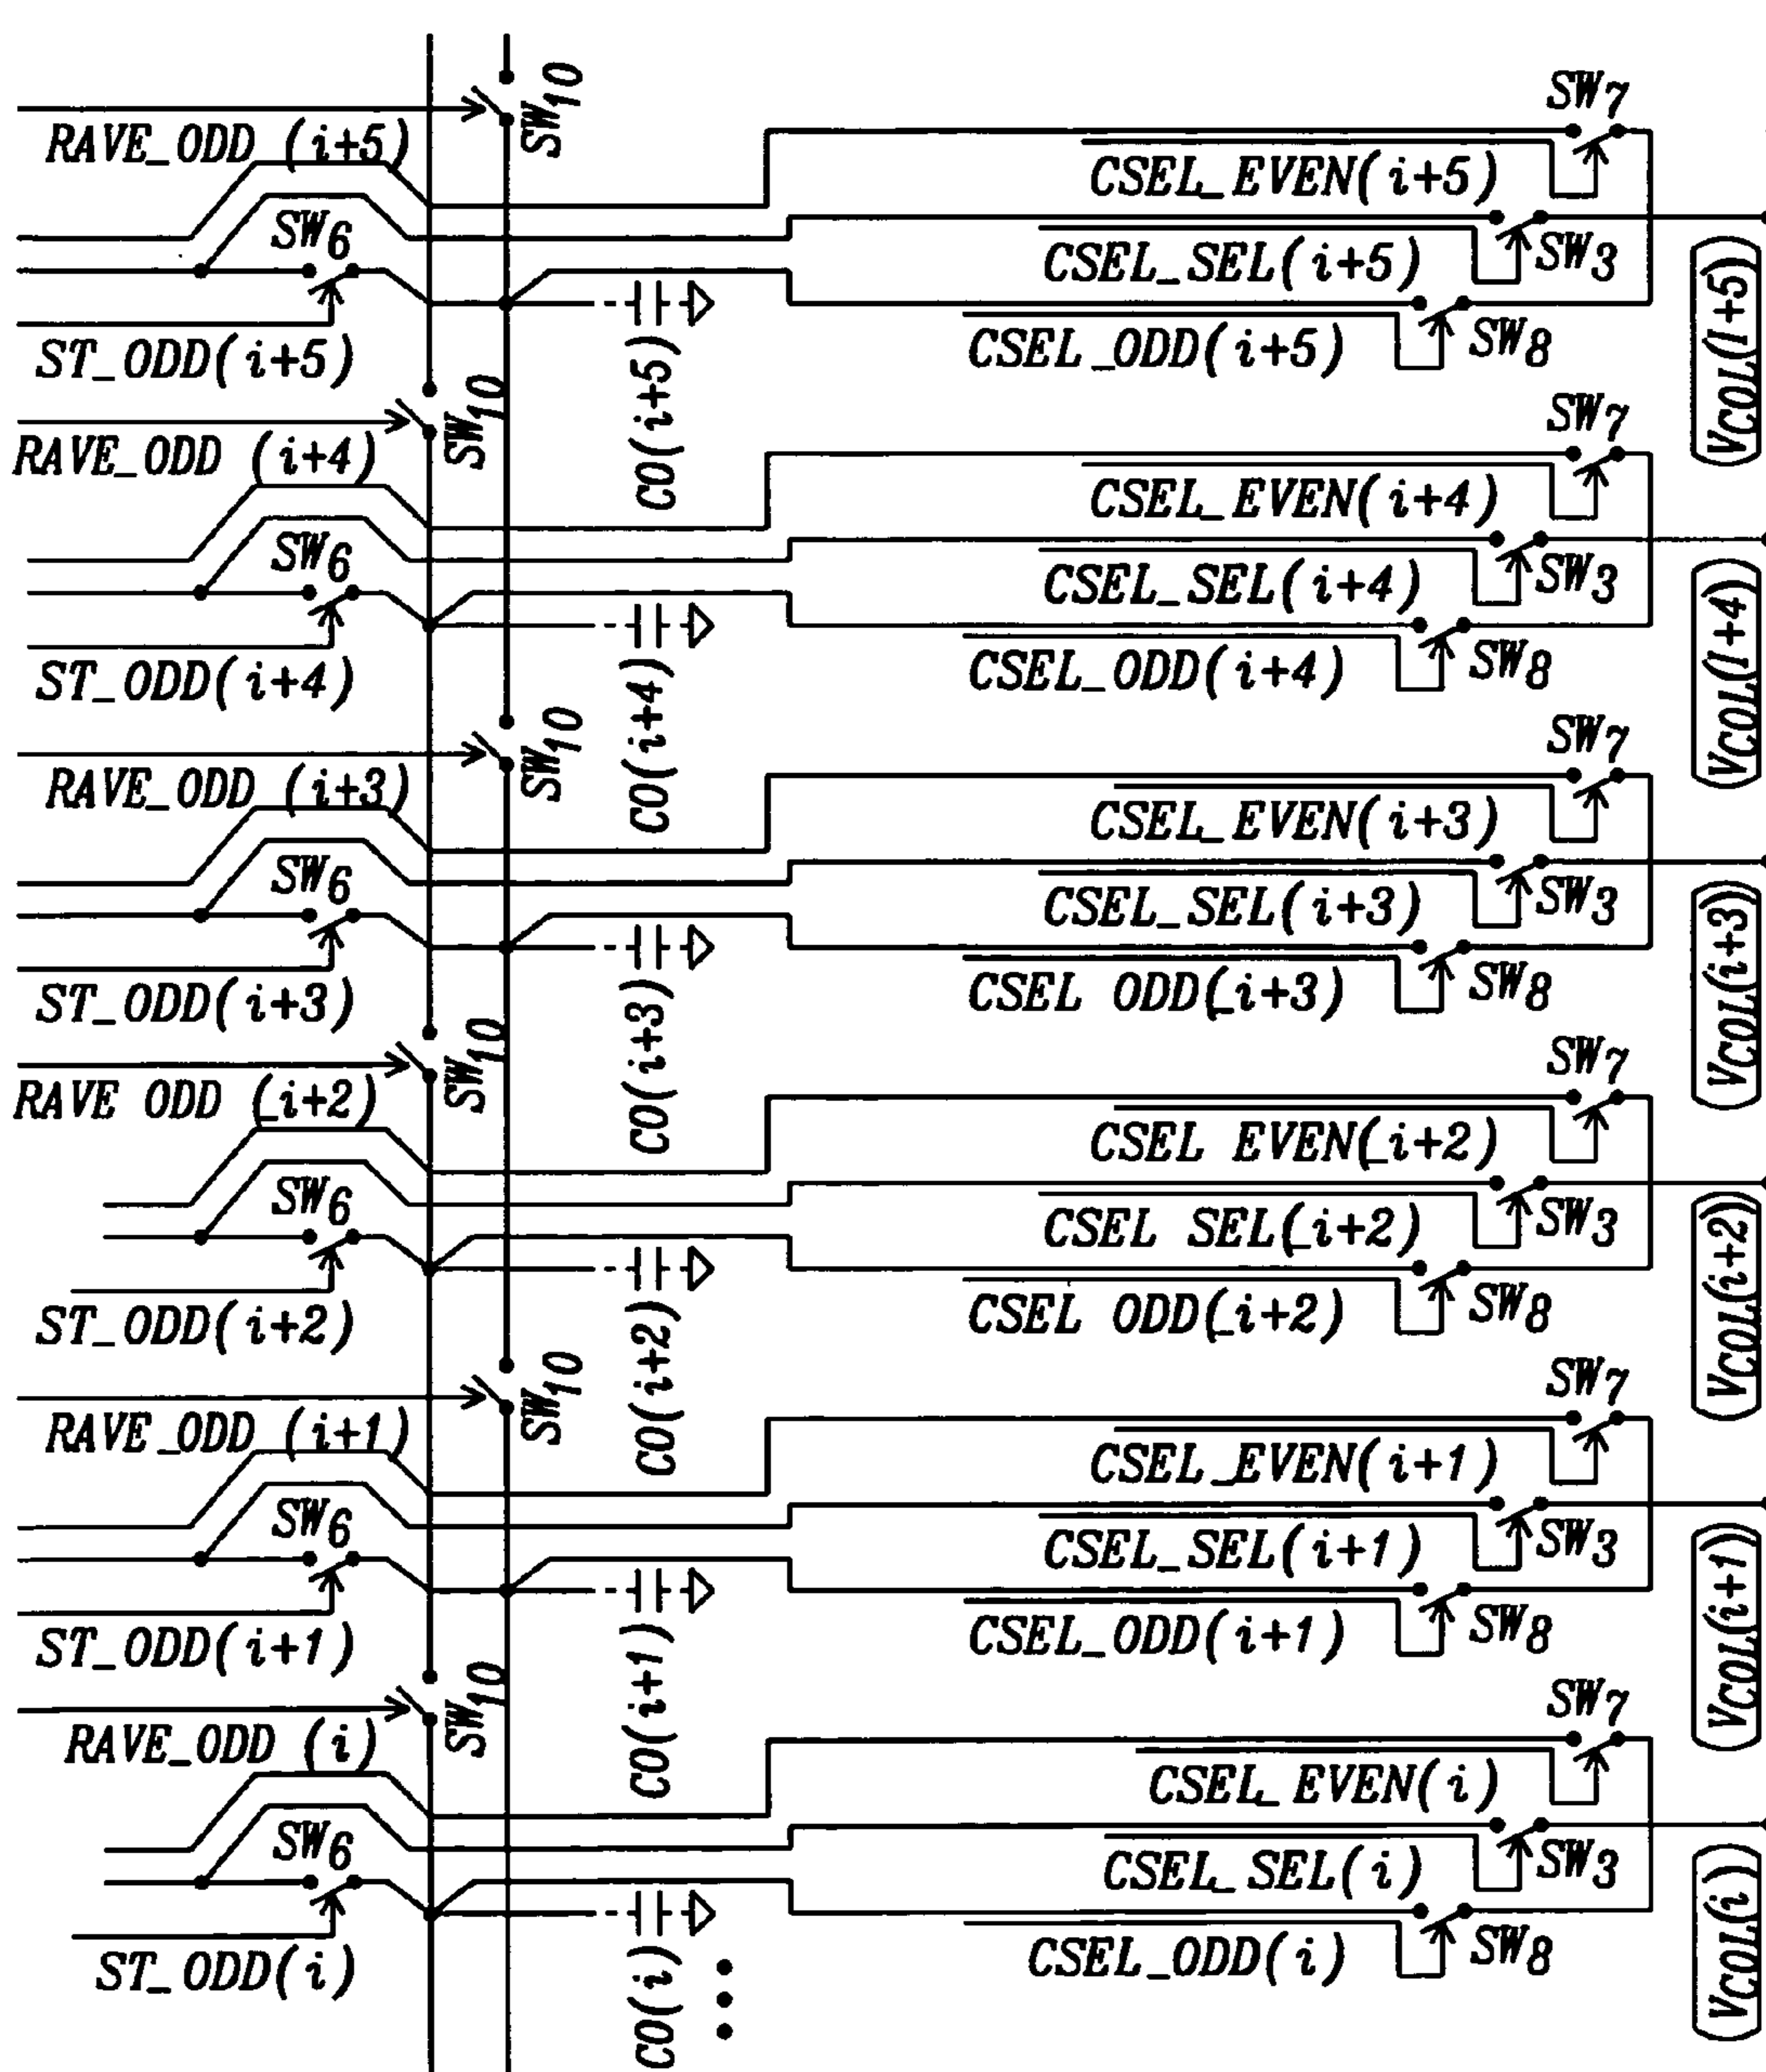 SW10
SW7
RAVE_ODD (i+5)
CSEL_EVEN(i+5)
SW6
CSEL_SEL(i+5)
SW3
ST_ODD(i+5)
CO(i+5)
CSEL_ODD(i+5)
SW8
VCOL(I+5)
SW10
SW7
RAVE_ODD (i+4)
CSEL_EVEN(i+4)
SW6
CSEL_SEL(i+4)
SW3
ST_ODD(i+4)
CO(i+4)
CSEL_ODD(i+4)
SW8
VCOL(I+4)
SW10
SW7
RAVE_ODD (i+3)
CSEL_EVEN(i+3)
SW6
CSEL_SEL(i+3)
SW3
ST_ODD(i+3)
CO(i+3)
CSEL ODD(_i+3)
SW8
VCOL(i+3)
SW10
SW7
RAVE ODD (_i+2)
CSEL EVEN(_i+2)
SW6
CSEL SEL(_i+2)
SW3
ST_ODD(i+2)
CO(i+2)
CSEL ODD(_i+2)
SW8
VCOL(i+2)
SW10
SW7
RAVE_ODD (i+1)
CSEL_EVEN(i+1)
SW6
CSEL_SEL(i+1)
SW3
ST_ODD(i+1)
CO(i+1)
CSEL_ODD(i+1)
SW8
VCOL(i+1)
SW10
SW7
RAVE_ODD (i)
CSEL_EVEN(i)
SW6
CSEL_SEL(i)
SW3
ST_ODD(i)
CO(i)
CSEL_ODD(i)
SW8
VCOL(i)